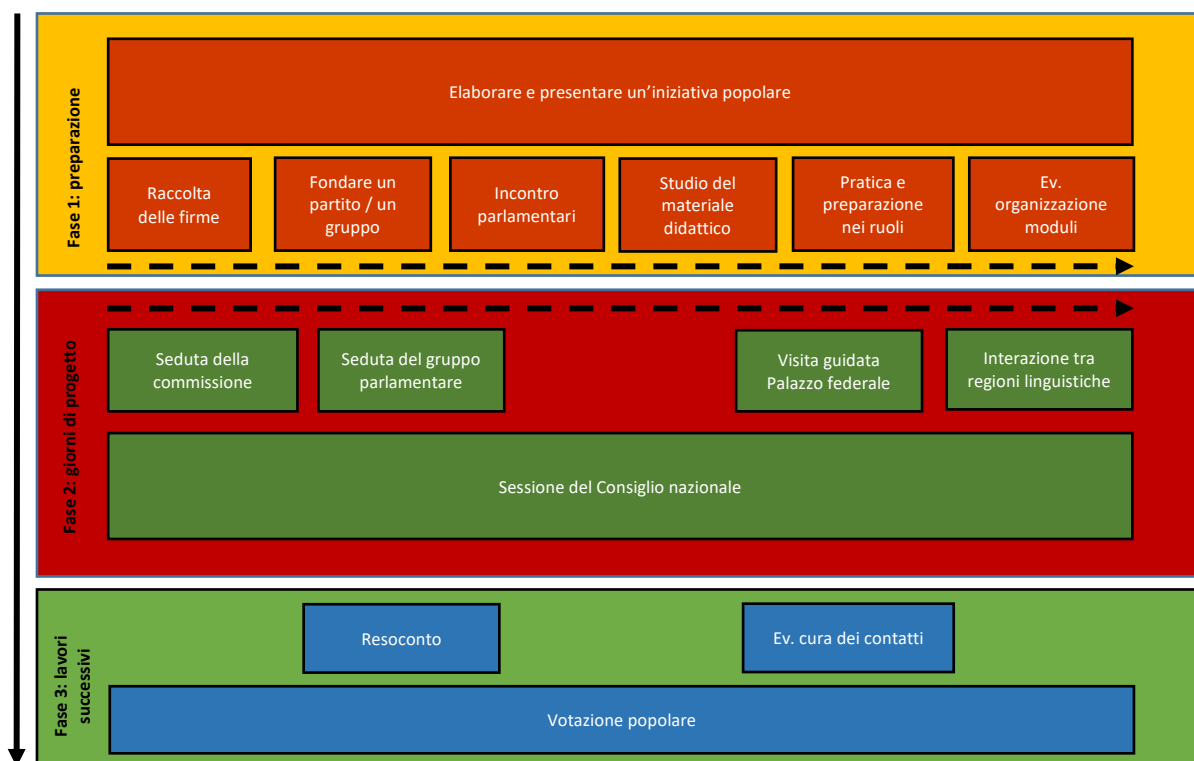 Fase 1: preparazione
Elaborare e presentare un'iniziativa popolare
Raccolta
delle firme
Fondare un
partito / un
gruppo
Incontro
parlamentari
Studio del
materiale
didattico
Pratica e
preparazione
nei ruoli
Ev.
organizzazione
moduli
Fase 2: giorni di progetto
Seduta della
commissione
Seduta del gruppo
parlamentare
Visita guidata
Palazzo federale
Interazione tra
regioni linguistiche
Sessione del Consiglio nazionale
Fase 3: lavori
successivi
Resoconto
Ev. cura dei contatti
Votazione popolare